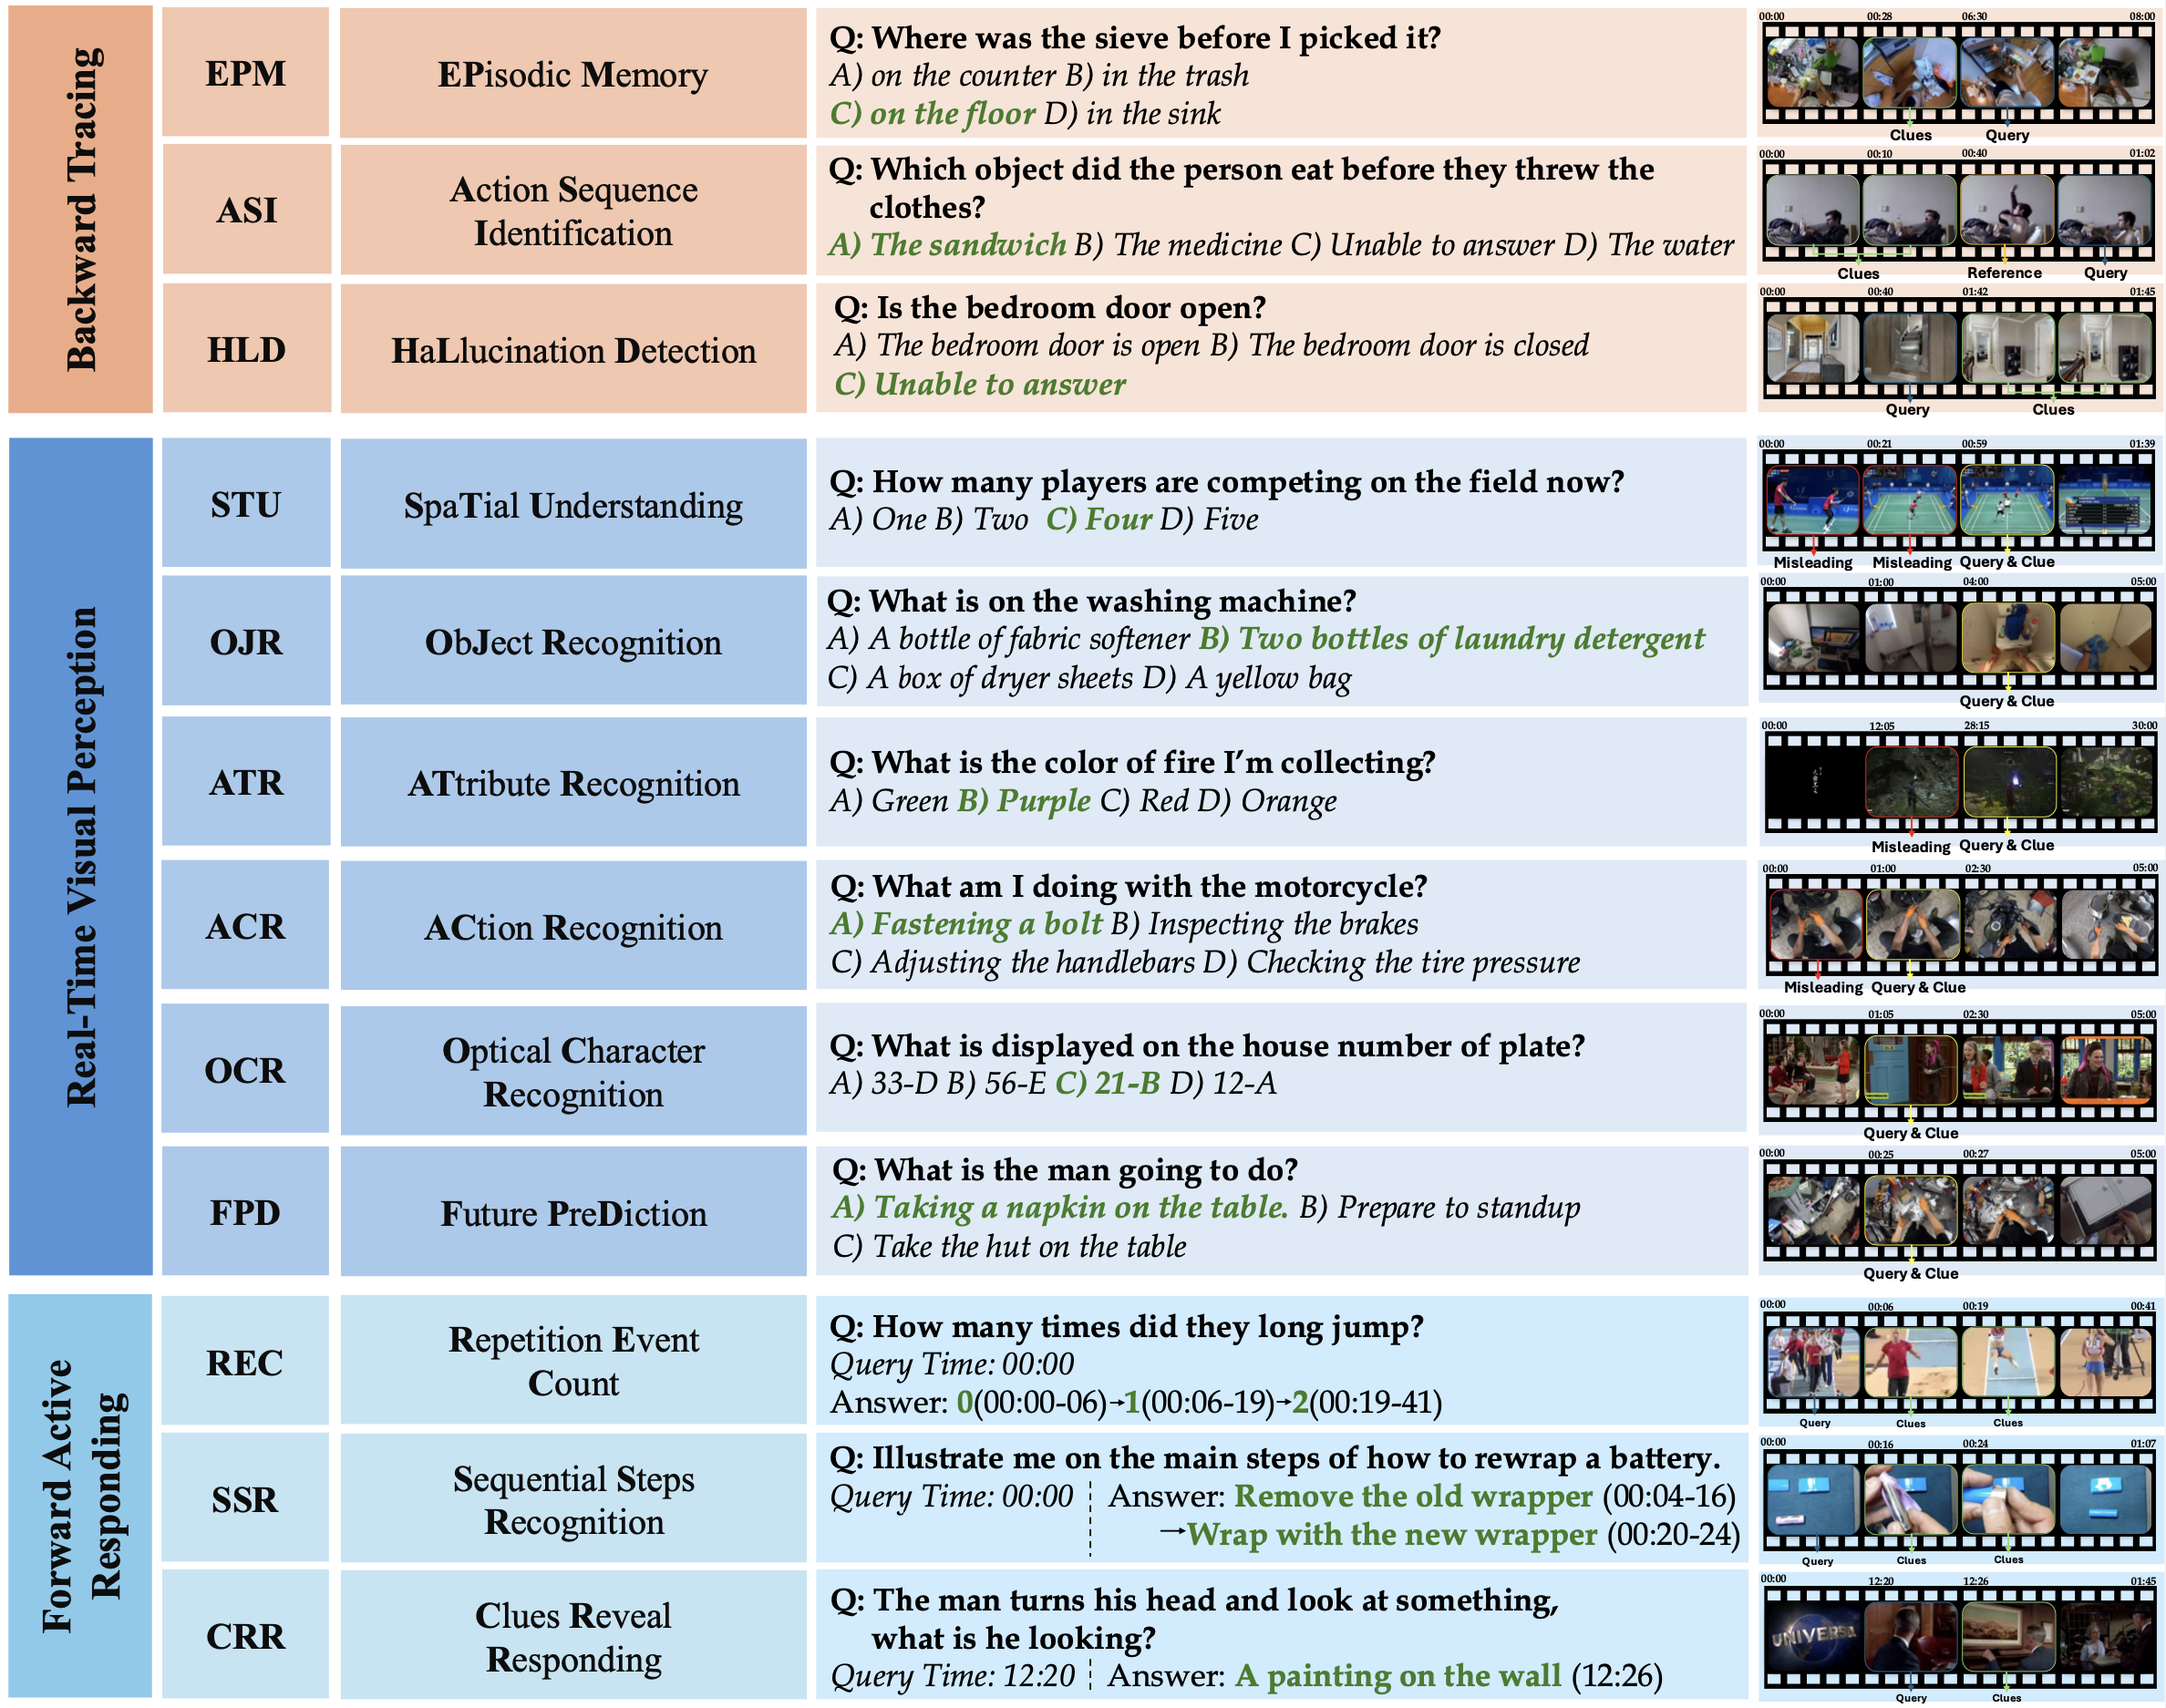 Backward Tracing
EPM
EPisodic Memory
Q: Where was the sieve before I picked it?
A) on the counter B) in the trash
C) on the floor D) in the sink
00:00 00:28 06:30 08:00
Clues Query
ASI
Action Sequence
Identification
Q: Which object did the person eat before they threw the
clothes?
A) The sandwich B) The medicine C) Unable to answer D) The water
00:00 00:10 00:40 01:02
Clues Reference Query
HLD
HaLlucination Detection
Q: Is the bedroom door open?
A) The bedroom door is open B) The bedroom door is closed
C) Unable to answer
00:00 00:40 01:42 01:45
Query Clues
Real-Time Visual Perception
STU
SpaTial Understanding
Q: How many players are competing on the field now?
A) One B) Two C) Four D) Five
00:00 00:21 00:59 01:39
Misleading Misleading Query & Clue
OJR
ObJect Recognition
Q: What is on the washing machine?
A) A bottle of fabric softener B) Two bottles of laundry detergent
C) A box of dryer sheets D) A yellow bag
00:00 01:00 04:00 05:00
Query & Clue
ATR
ATtribute Recognition
Q: What is the color of fire I'm collecting?
A) Green B) Purple C) Red D) Orange
00:00 12:05 28:15 30:00
Misleading Query & Clue
ACR
ACtion Recognition
Q: What am I doing with the motorcycle?
A) Fastening a bolt B) Inspecting the brakes
C) Adjusting the handlebars D) Checking the tire pressure
00:00 01:00 02:30 05:00
Misleading Query & Clue
OCR
Optical Character
Recognition
Q: What is displayed on the house number of plate?
A) 33-D B) 56-E C) 21-B D) 12-A
00:00 01:05 02:30 05:00
Query & Clue
FPD
Future PreDiction
Q: What is the man going to do?
A) Taking a napkin on the table. B) Prepare to standup
C) Take the hut on the table
00:00 00:25 00:27 05:00
Query & Clue
Forward Active
Responding
REC
Repetition Event
Count
Q: How many times did they long jump?
Query Time: 00:00
Answer: 0(00:00-06)→1(00:06-19)→2(00:19-41)
00:00 00:06 00:19 00:41
Query Clues Clues
SSR
Sequential Steps
Recognition
Q: Illustrate me on the main steps of how to rewrap a battery.
Query Time: 00:00 Answer: Remove the old wrapper (00:04-16)
→Wrap with the new wrapper (00:20-24)
00:00 00:16 00:24 01:07
Query Clues Clues
CRR
Clues Reveal
Responding
Q: The man turns his head and look at something,
what is he looking?
Query Time: 12:20 Answer: A painting on the wall (12:26)
00:00 12:20 12:26 01:45
UNIVERSA
Query Clues